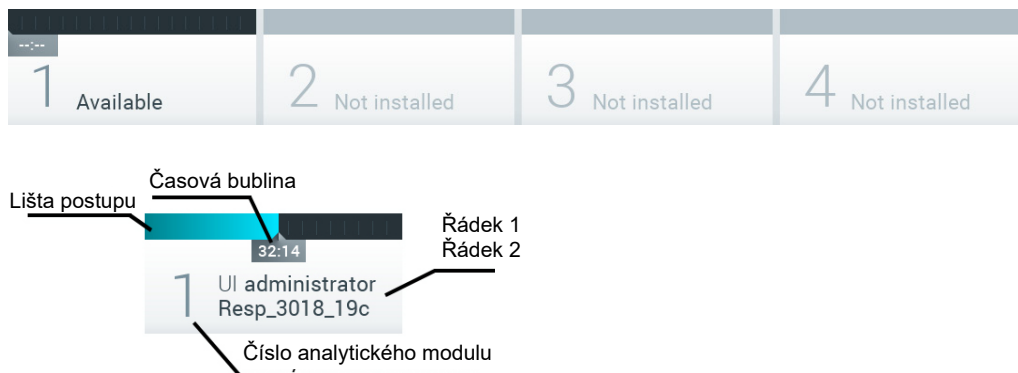 --:--
1 Available
2 Not installed
3 Not installed
4 Not installed
Časová bublina
Lišta postupu
Řádek 1
Řádek 2
32:14
1
UI administrator
Resp_3018_19c
Číslo analytického modulu